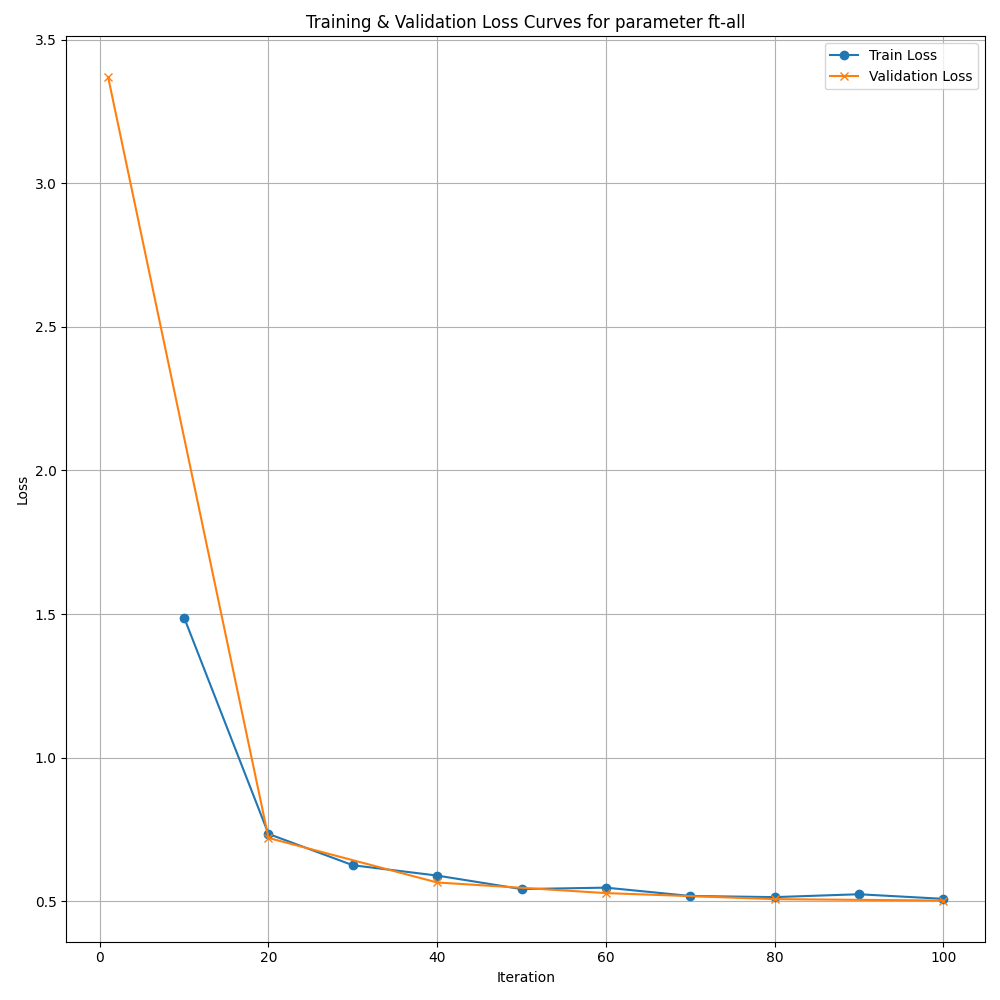 Training & Validation Loss Curves for parameter ft-all
Train Loss
Validation Loss
3.5
3.0
2.5
2.0
1.5
1.0
0.5
Loss
0 20 40 60 80 100
Iteration